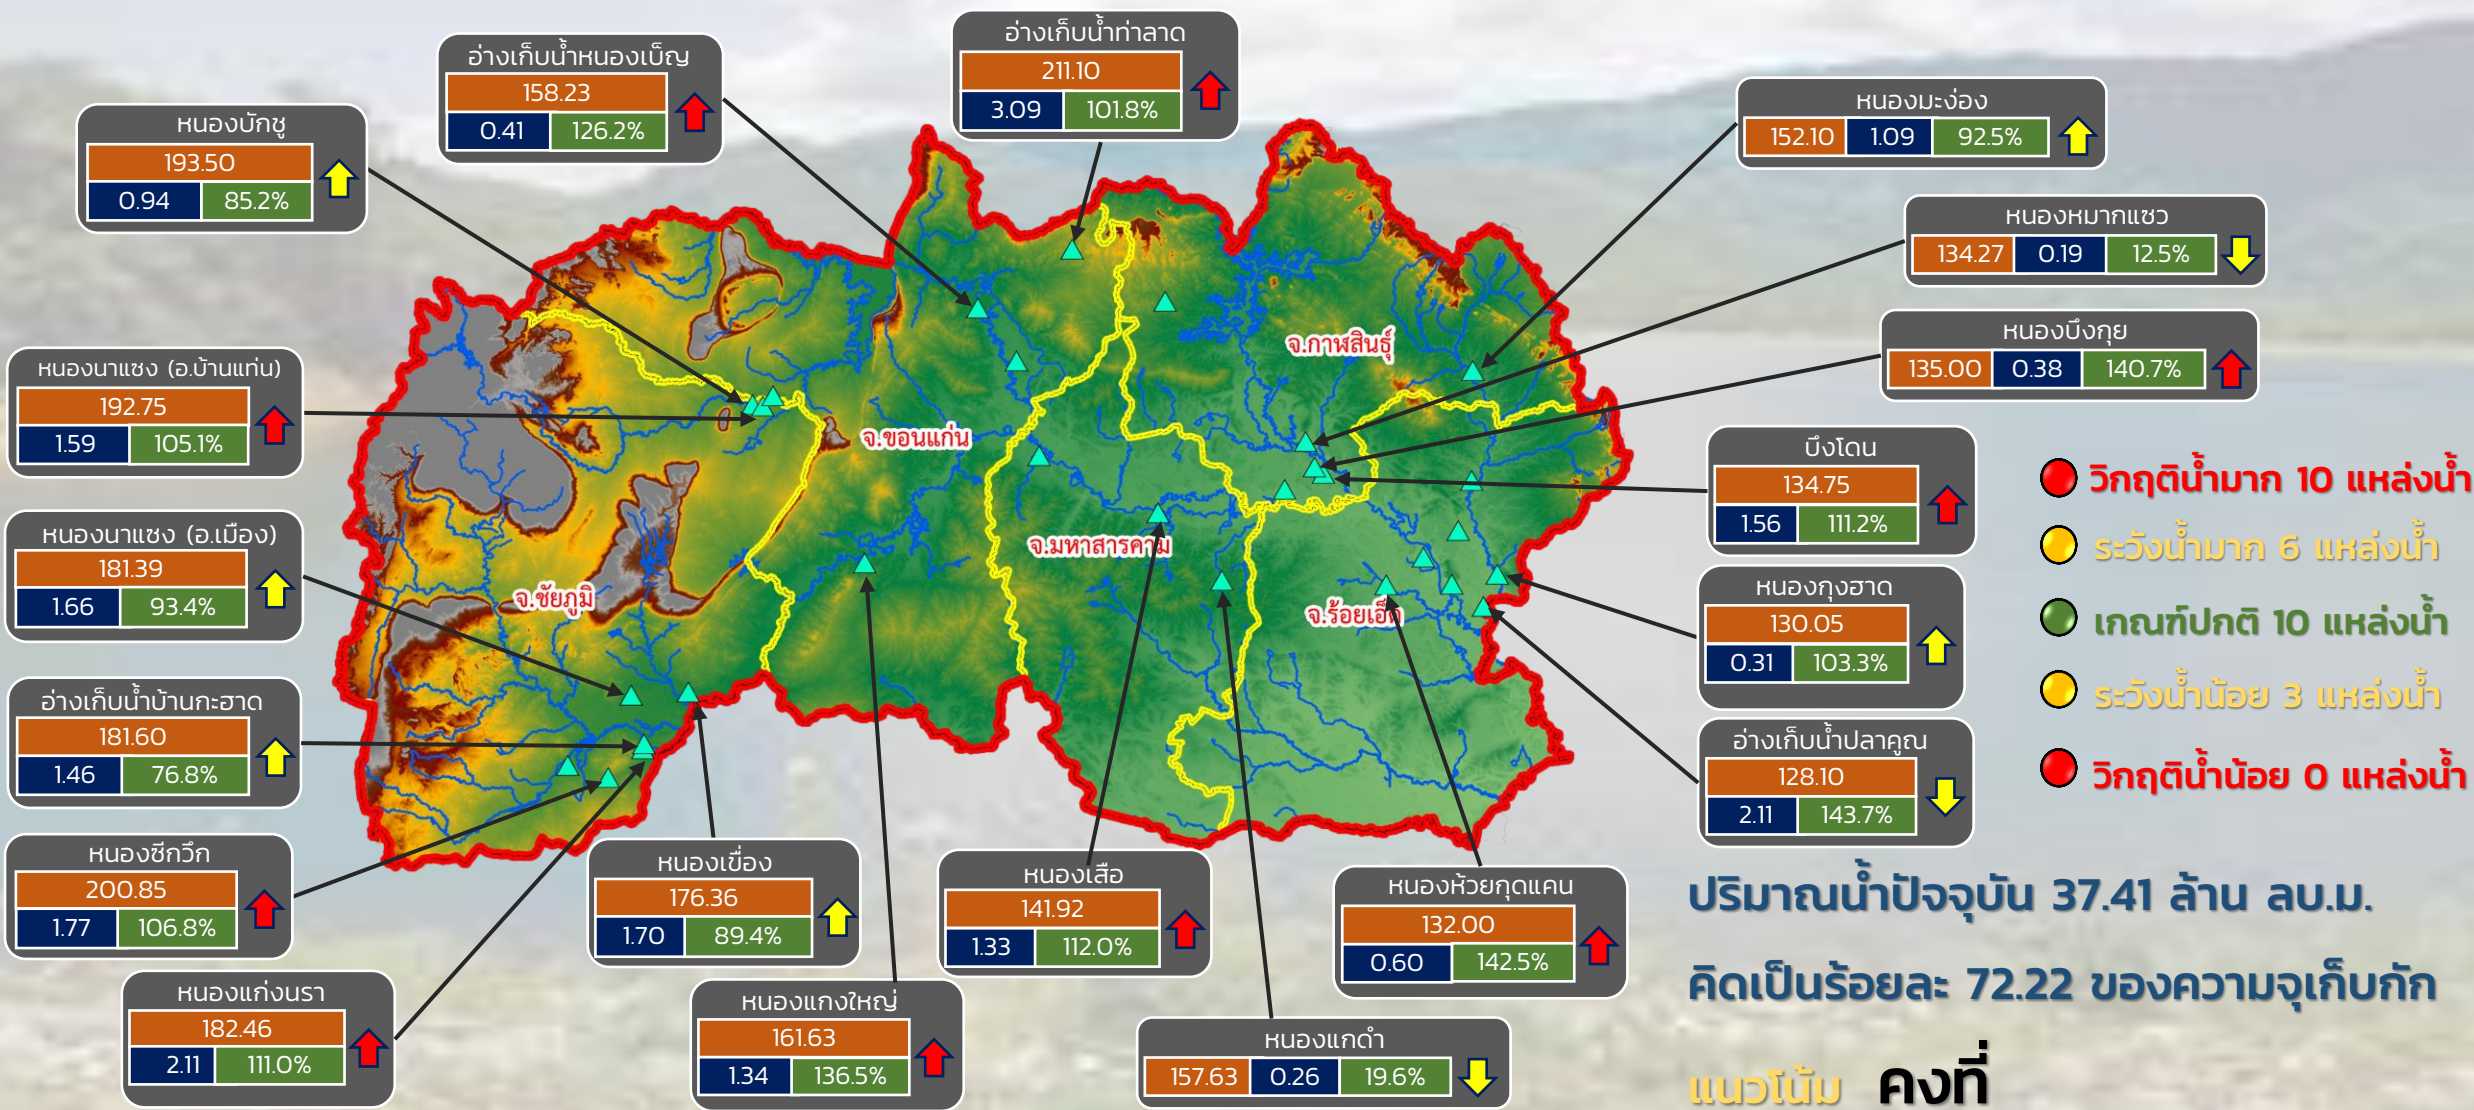 อ่างเก็บน้ำท่าลาด
211.10
3.09 101.8%
อ่างเก็บน้ำหนองเบ็ญ
158.23
0.41 126.2%
หนองบักชู
193.50
0.94 85.2%
หนองนาแซง (อ.บ้านแท่น)
192.75
1.59 105.1%
หนองนาแซง (อ.เมือง)
181.39
1.66 93.4%
อ่างเก็บน้ำบ้านกะฮาด
181.60
1.46 76.8%
หนองซีกวึก
200.85
1.77 106.8%
หนองแก่งนรา
182.46
2.11 111.0%
หนองเขื่อง
176.36
1.70 89.4%
หนองแกงใหญ่
161.63
1.34 136.5%
หนองเสือ
141.92
1.33 112.0%
หนองแกดำ
157.63 0.26 19.6%
หนองห้วยกุดแคน
132.00
0.60 142.5%
หนองมะง่อง
152.10 1.09 92.5%
หนองหมากแซว
134.27 0.19 12.5%
หนองบึงกุย
135.00 0.38 140.7%
บึงโดน
134.75
1.56 111.2%
หนองกุงฮาด
130.05
0.31 103.3%
อ่างเก็บน้ำปลาคูณ
128.10
2.11 143.7%
จ.กาฬสินธุ์
จ.ขอนแก่น
จ.มหาสารคาม
จ.ชัยภูมิ
จ.ร้อยเอ็ด
วิกฤติน้ำมาก 10 แหล่งน้ำ
ระวังน้ำมาก 6 แหล่งน้ำ
เกณฑ์ปกติ 10 แหล่งน้ำ
ระวังน้ำน้อย 3 แหล่งน้ำ
วิกฤติน้ำน้อย 0 แหล่งน้ำ
ปริมาณน้ำปัจจุบัน 37.41 ล้าน ลบ.ม.
คิดเป็นร้อยละ 72.22 ของความจุเก็บกัก
แนวโน้ม คงที่